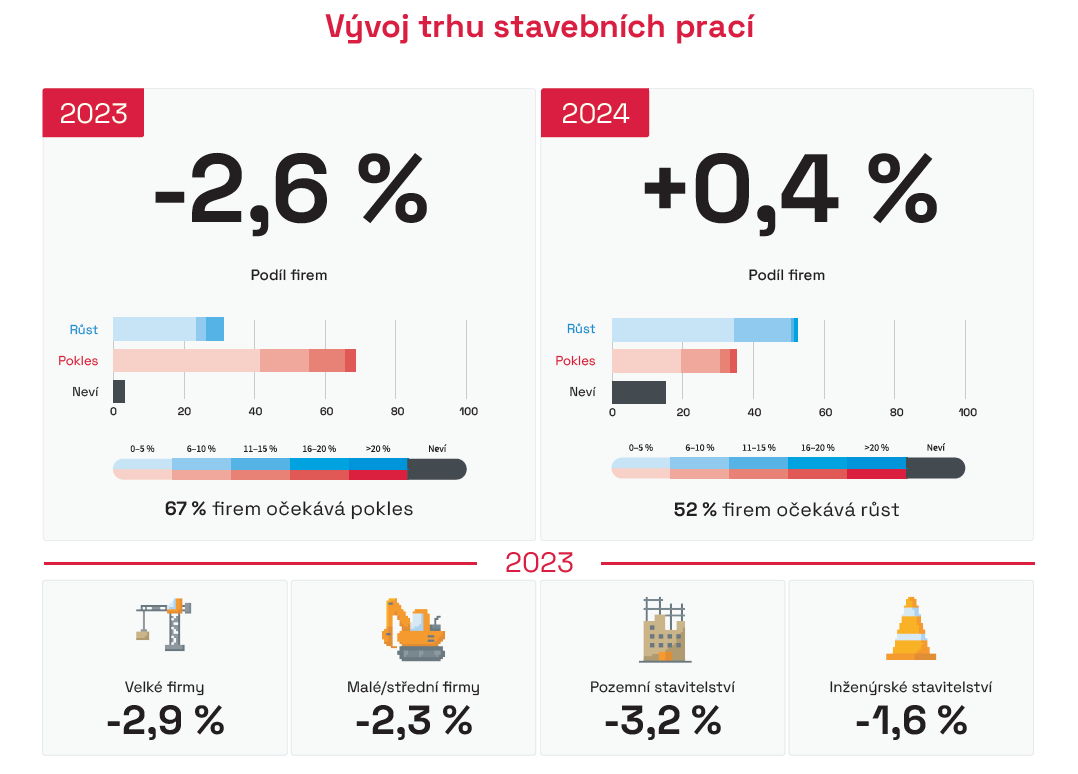 Vývoj trhu stavebních prací
2023
-2,6 %
Podíl firem
Růst
Pokles
Neví
0 20 40 60 80 100
0–5 % 6–10 % 11–15 % 16–20 % >20 % Neví
67 % firem očekává pokles
2024
+0,4 %
Podíl firem
Růst
Pokles
Neví
0 20 40 60 80 100
0–5 % 6–10 % 11–15 % 16–20 % >20 % Neví
52 % firem očekává růst
2023
Velké firmy
-2,9 %
Malé/střední firmy
-2,3 %
Pozemní stavitelství
-3,2 %
Inženýrské stavitelství
-1,6 %